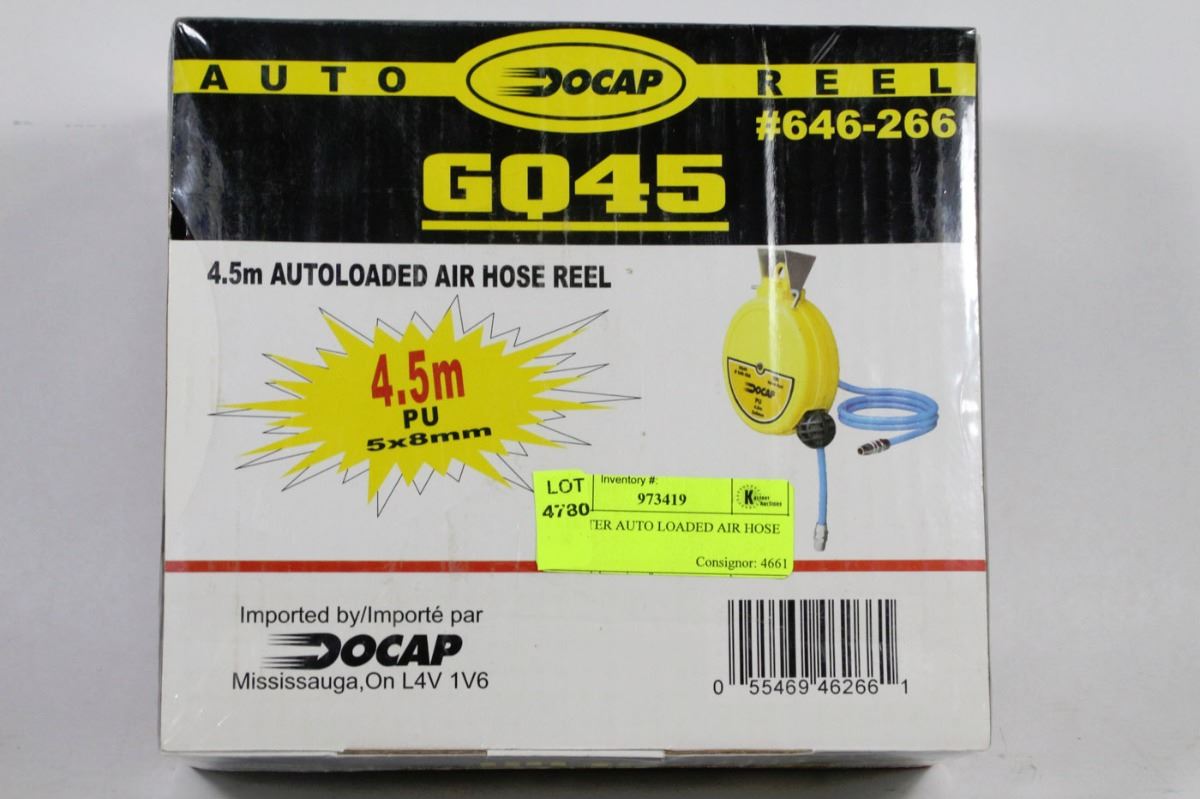 AUTO DOCAP REEL
#646-266
GQ45
4.5m AUTOLOADED AIR HOSE REEL
4.5m
PU
5x8mm
DOCAP
PU
LOT
4780
Inventory #:
973419
TER AUTO LOADED AIR HOSE
Consignor: 4661
Imported by/Importé par
DOCAP
Mississauga,On L4V 1V6
0 55469 46266 1